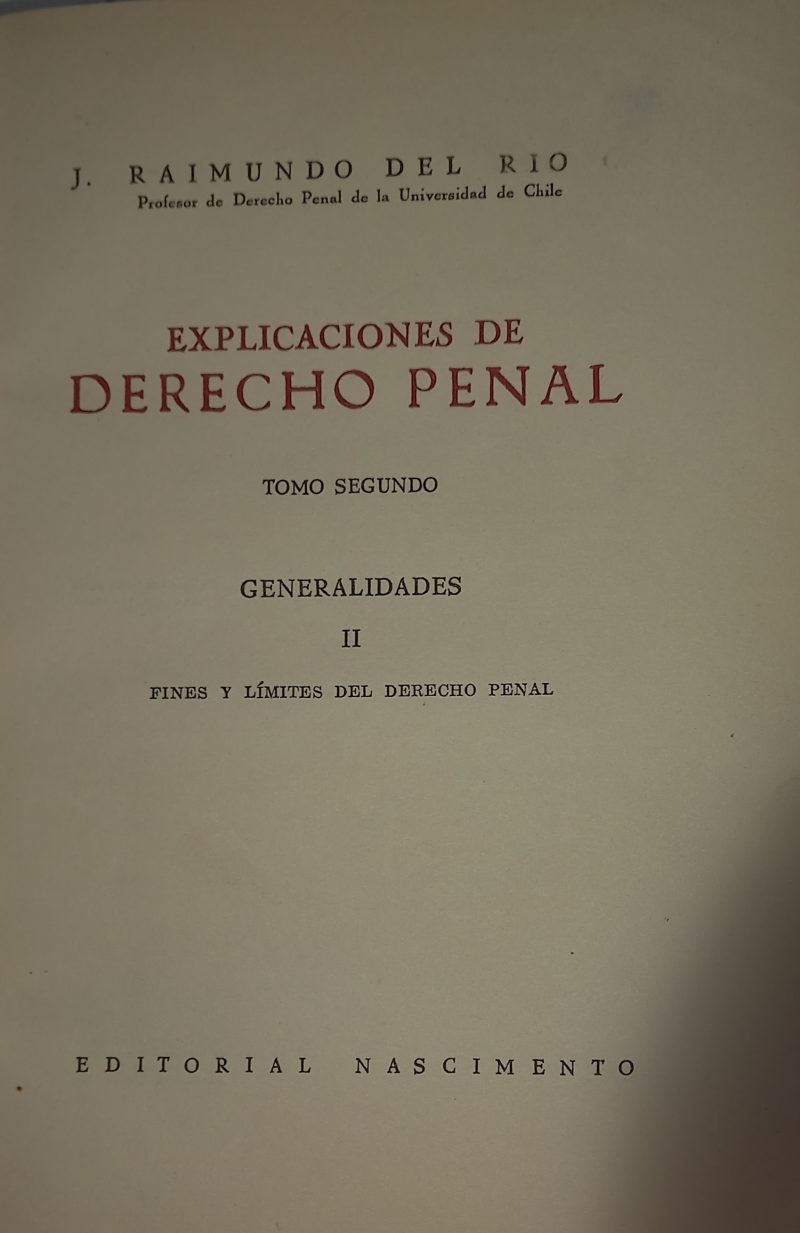 J. RAIMUNDO DEL RIO
Profesor de Derecho Penal de la Universidad de Chile
EXPLICACIONES DE
DERECHO PENAL
TOMO SEGUNDO
GENERALIDADES
II
FINES Y LÍMITES DEL DERECHO PENAL
EDITORIAL NASCIMENTO